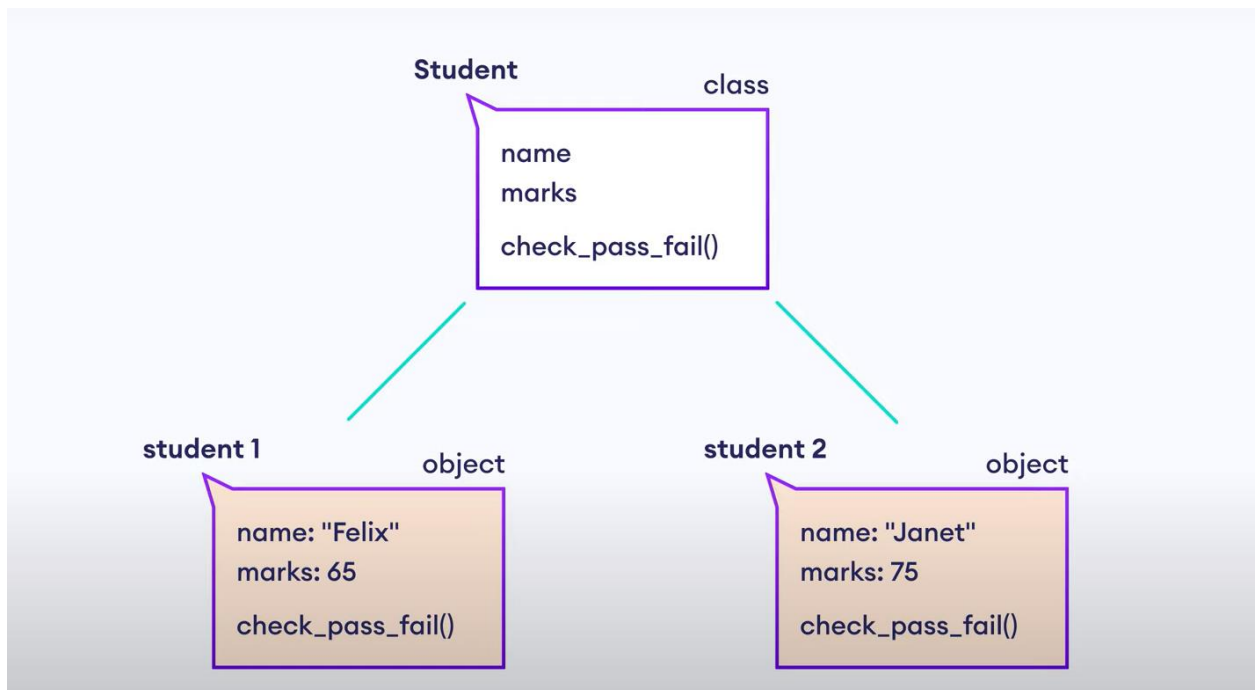 Student
class
name
marks
check_pass_fail()
student 1
object
name: "Felix"
marks: 65
check_pass_fail()
student 2
object
name: "Janet"
marks: 75
check_pass_fail()